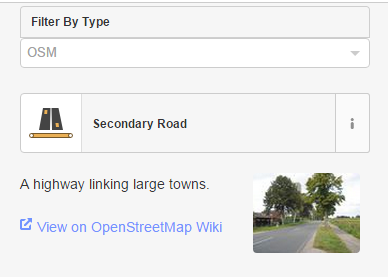 Filter By Type
OSM
Secondary Road
A highway linking large towns.
View on OpenStreetMap Wiki